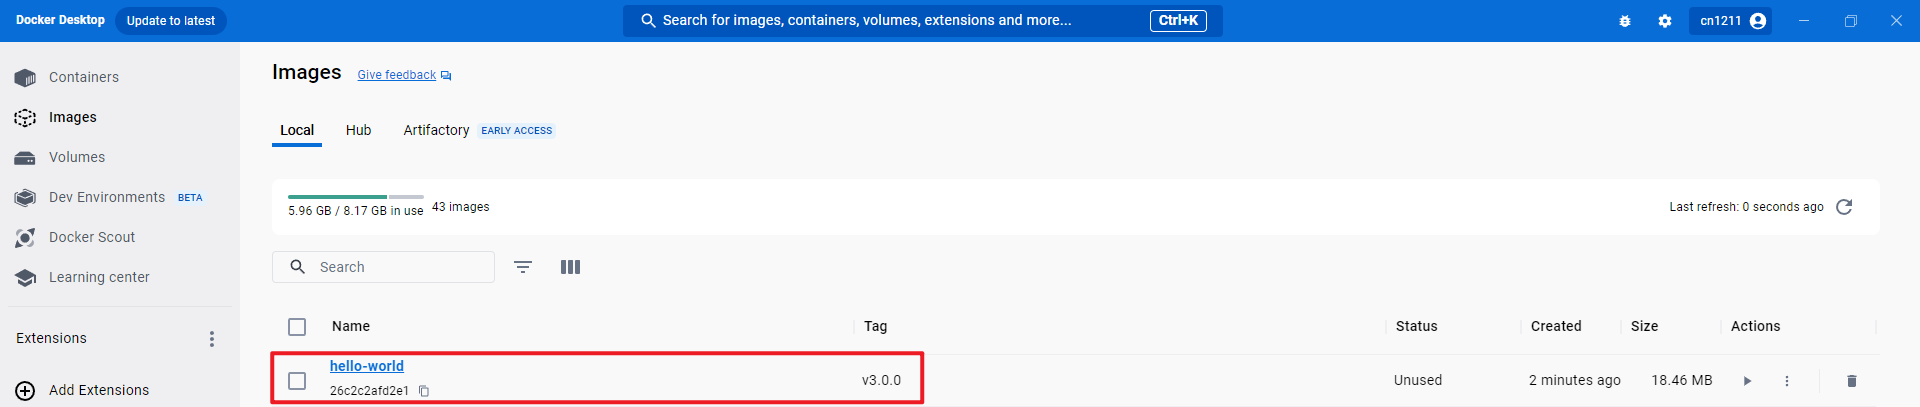 Docker Desktop
Update to latest
Search for images, containers, volumes, extensions and more...
Ctrl+K
cn1211
Containers
Images
Volumes
Dev Environments BETA
Docker Scout
Learning center
Extensions
Add Extensions
Images Give feedback
Local Hub Artifactory EARLY ACCESS
5.96 GB / 8.17 GB in use 43 images
Last refresh: 0 seconds ago
Search
Name Tag Status Created Size Actions
hello-world
26c2c2afd2e1 v3.0.0 Unused 2 minutes ago 18.46 MB